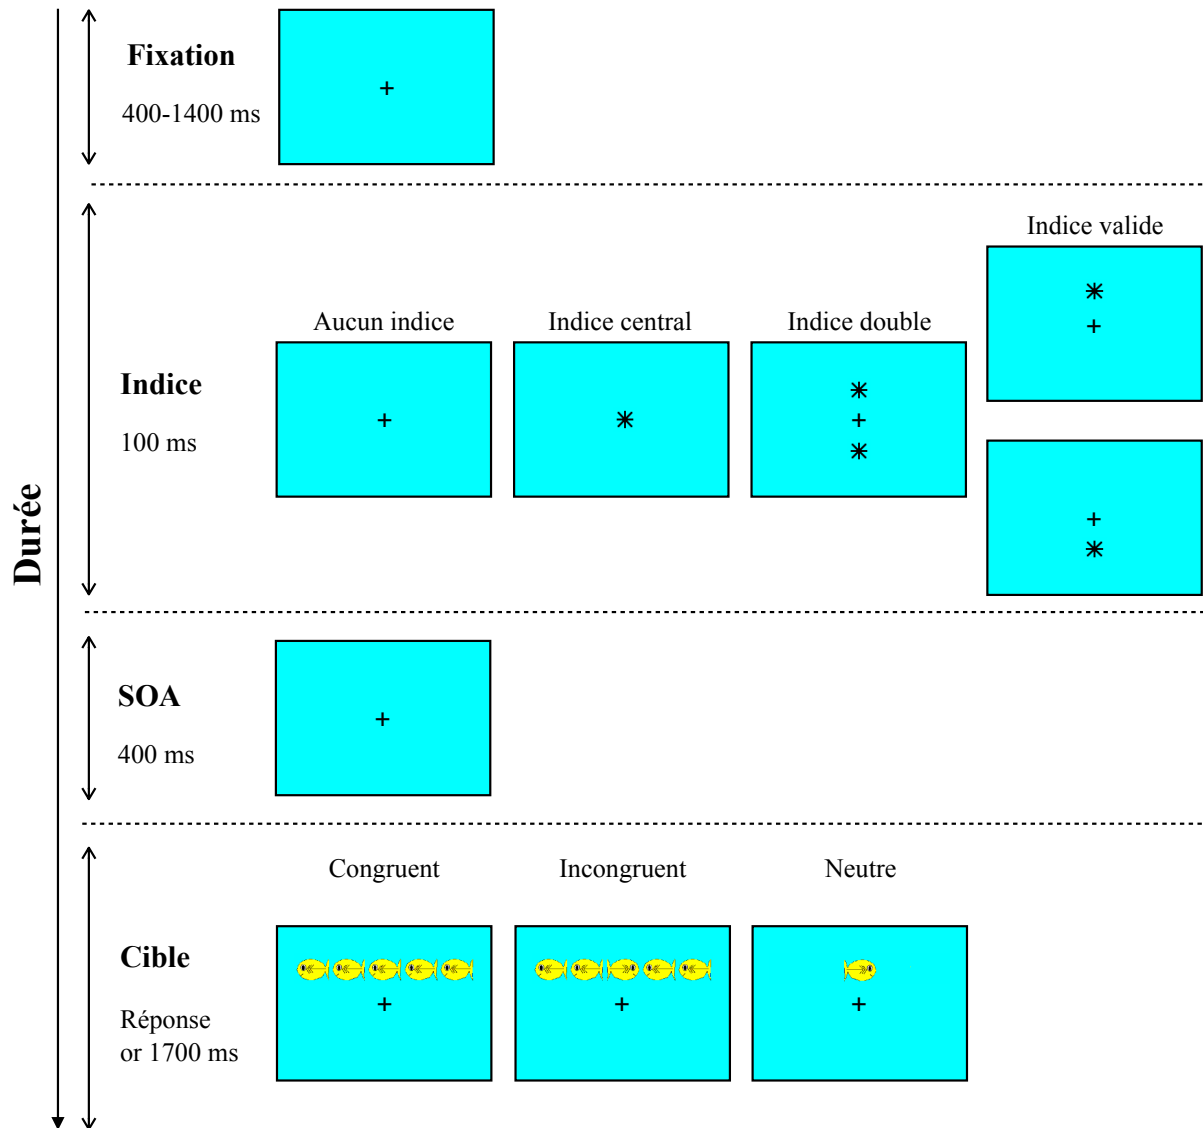 Durée
Fixation
400-1400 ms
Indice valide
Aucun indice
Indice central
Indice double
Indice
100 ms
SOA
400 ms
Congruent
Incongruent
Neutre
Cible
Réponse
or 1700 ms